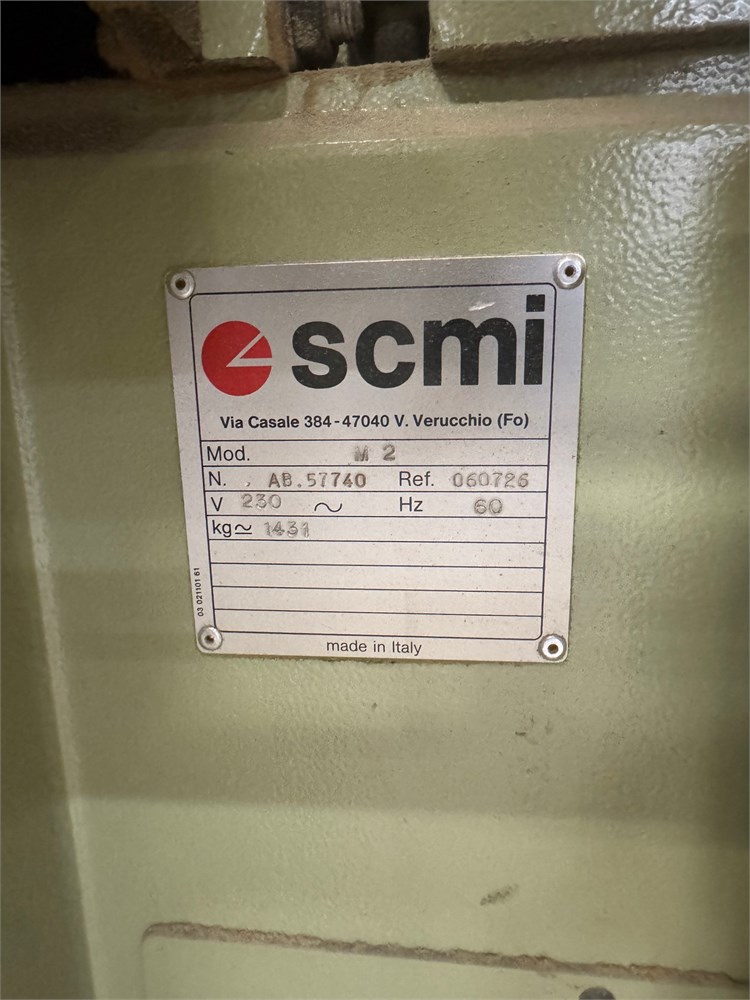 scmi
Via Casale 384-47040 V. Verucchio (Fo)
Mod. M 2
N. AB.57740 Ref. 060726
V 230 ~ Hz 60
kg≃ 1431
03 021101 61
made in Italy